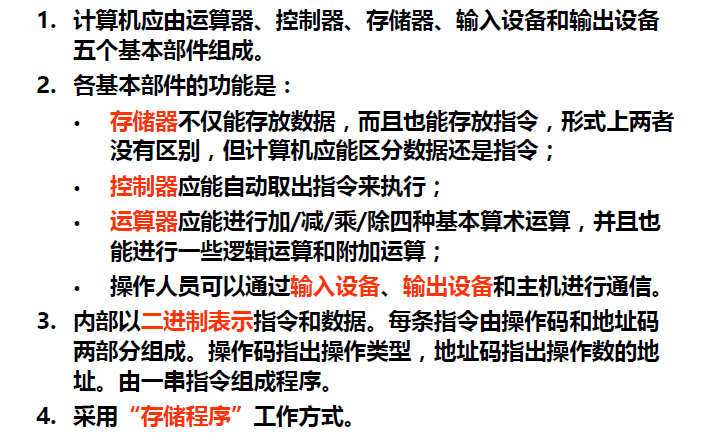 1. 计算机应由运算器、控制器、存储器、输入设备和输出设备
五个基本部件组成。
2. 各基本部件的功能是：
• 存储器不仅能存放数据，而且也能存放指令，形式上两者
没有区别，但计算机应能区分数据还是指令；
• 控制器应能自动取出指令来执行；
• 运算器应能进行加/减/乘/除四种基本算术运算，并且也
能进行一些逻辑运算和附加运算；
• 操作人员可以通过输入设备、输出设备和主机进行通信。
3. 内部以二进制表示指令和数据。每条指令由操作码和地址码
两部分组成。操作码指出操作类型，地址码指出操作数的地
址。由一串指令组成程序。
4. 采用“存储程序”工作方式。